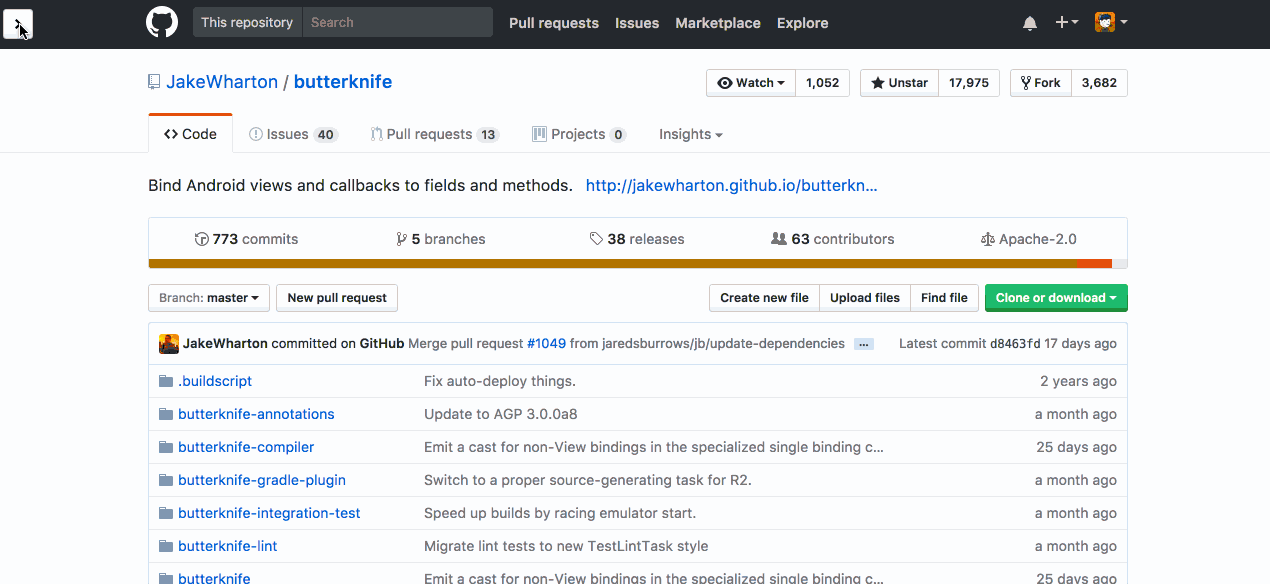 This repository Search Pull requests Issues Marketplace Explore
JakeWharton / butterknife Watch 1,052 Unstar 17,975 Fork 3,682
Code Issues 40 Pull requests 13 Projects 0 Insights
Bind Android views and callbacks to fields and methods. http://jakewharton.github.io/butterkn...
773 commits 5 branches 38 releases 63 contributors Apache-2.0
Branch: master New pull request Create new file Upload files Find file Clone or download
JakeWharton committed on GitHub Merge pull request #1049 from jaredsburrows/jb/update-dependencies ... Latest commit d8463fd 17 days ago
.buildscript Fix auto-deploy things. 2 years ago
butterknife-annotations Update to AGP 3.0.0a8 a month ago
butterknife-compiler Emit a cast for non-View bindings in the specialized single binding c... 25 days ago
butterknife-gradle-plugin Switch to a proper source-generating task for R2. a month ago
butterknife-integration-test Speed up builds by racing emulator start. a month ago
butterknife-lint Migrate lint tests to new TestLintTask style a month ago
butterknife Emit a cast for non-View bindings in the specialized single binding c... 25 days ago